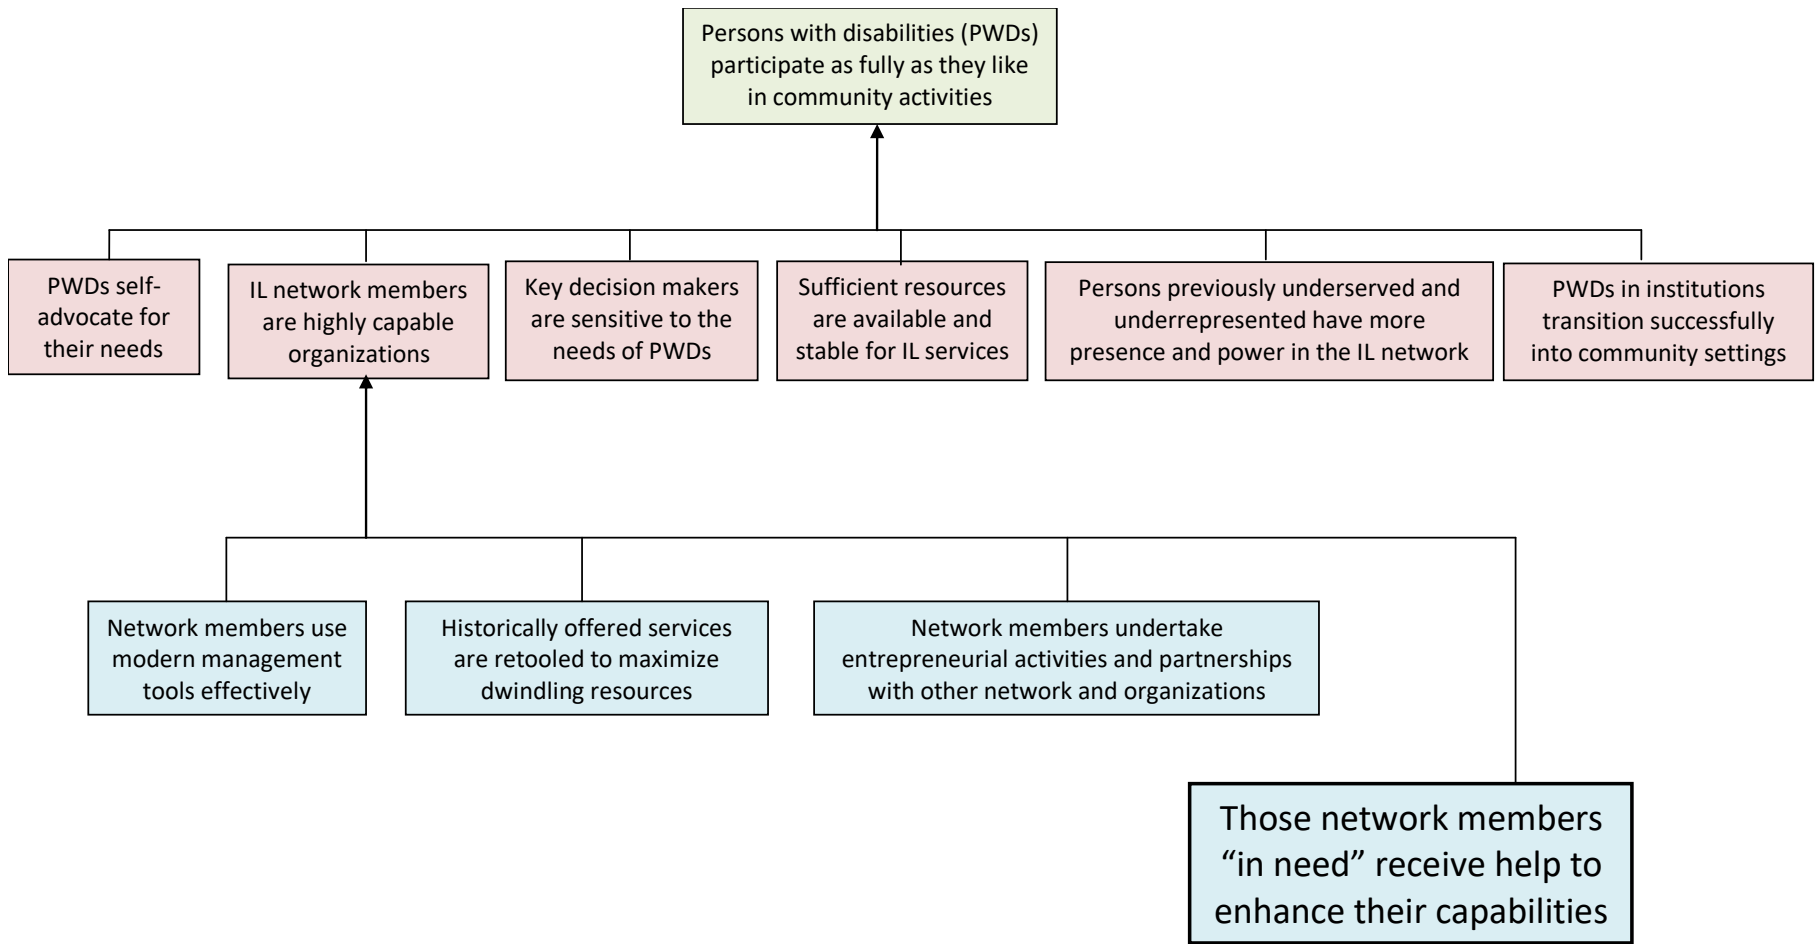 Persons with disabilities (PWDs)
participate as fully as they like
in community activities
PWDs self-
advocate for
their needs
IL network members
are highly capable
organizations
Key decision makers
are sensitive to the
needs of PWDs
Sufficient resources
are available and
stable for IL services
Persons previously underserved and
underrepresented have more
presence and power in the IL network
PWDs in institutions
transition successfully
into community settings
Network members use
modern management
tools effectively
Historically offered services
are retooled to maximize
dwindling resources
Network members undertake
entrepreneurial activities and partnerships
with other network and organizations
Those network members
“in need” receive help to
enhance their capabilities